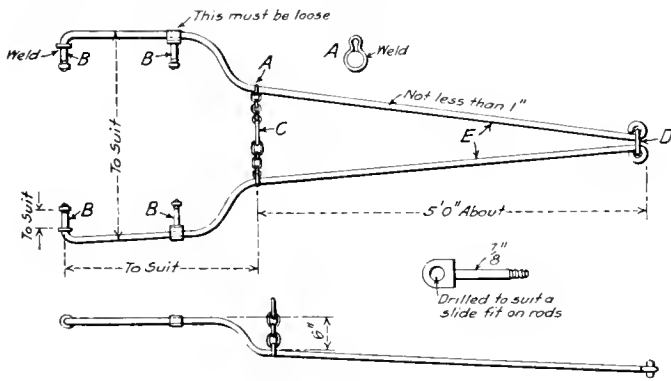 This must be loose
Weld
B
B
A
A
Weld
To Suit
C
Not less than 1"
E
D
To Suit
B
B
5'0" About
To Suit
7/8"
Drilled to suit a
slide fit on rods
6"